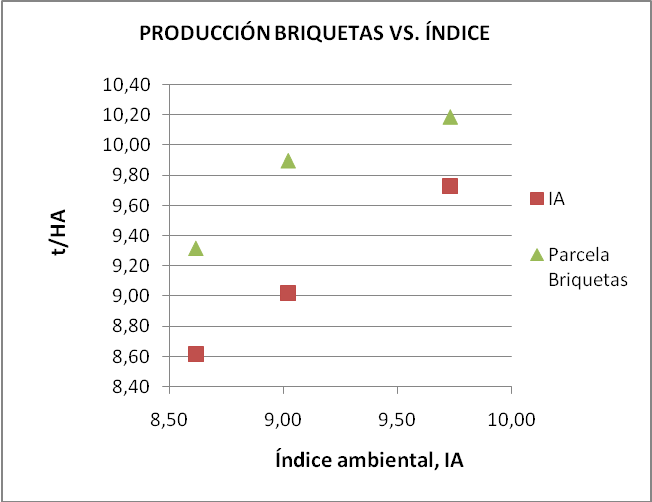 PRODUCCIÓN BRIQUETAS VS. ÍNDICE
10,40
10,20
10,00
9,80
9,60
9,40
9,20
9,00
8,80
8,60
8,40
t/HA
8,50 9,00 9,50 10,00
Índice ambiental, IA
IA
Parcela
Briquetas